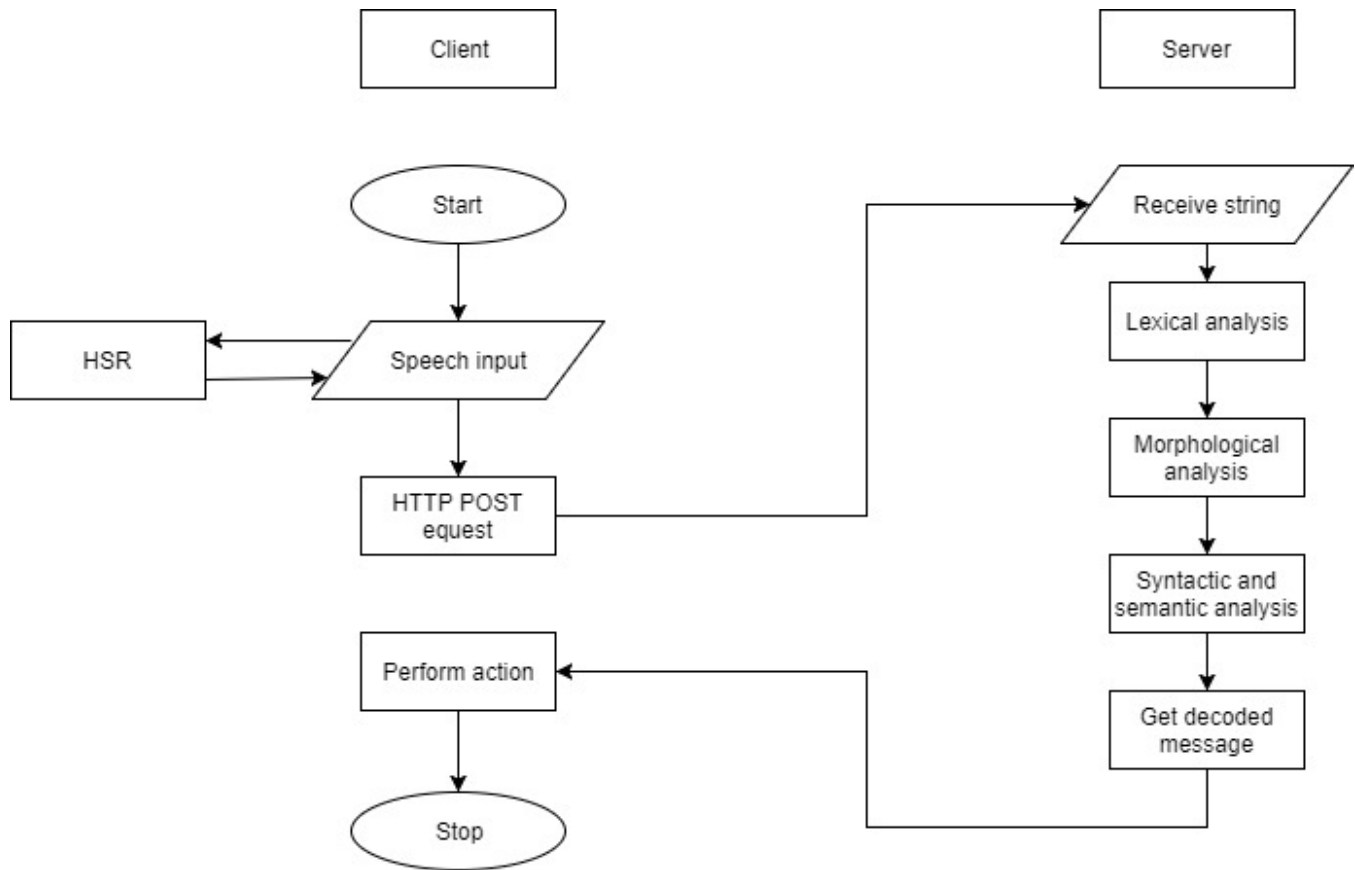 Client
Server
Start
Receive string
Lexical analysis
HSR
Speech input
Morphological
analysis
HTTP POST
equest
Syntactic and
semantic analysis
Perform action
Get decoded
message
Stop